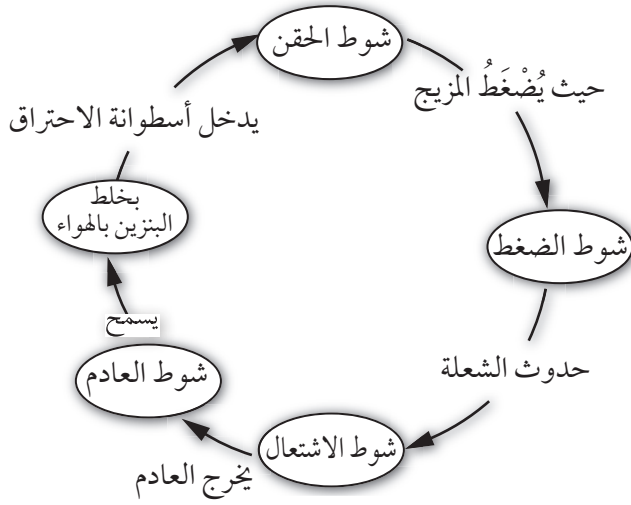 شوط الحقن
حيث يُضْغَطُ المزيج
شوط الضغط
حدوث الشعلة
شوط الاشتعال
يخرج العادم
شوط العادم
يسمح
بخلط
البنزين بالهواء
يدخل أسطوانة الاحتراق